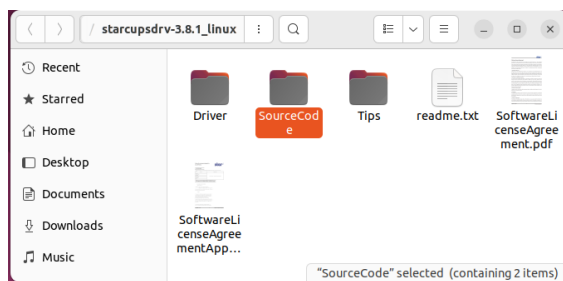 / starcupsdrv-3.8.1_linux
Recent
Starred
Home
Desktop
Documents
Downloads
Music
Driver
SourceCod
e
Tips
readme.txt
SoftwareLi
censeAgree
ment.pdf
SoftwareLi
censeAgree
mentApp...
"SourceCode" selected (containing 2 items)